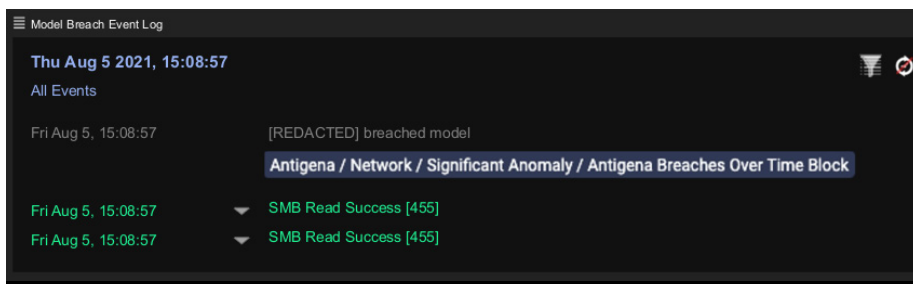 Model Breach Event Log
Thu Aug 5 2021, 15:08:57
All Events
Fri Aug 5, 15:08:57 [REDACTED] breached model
Antigena / Network / Significant Anomaly / Antigena Breaches Over Time Block
Fri Aug 5, 15:08:57 SMB Read Success [455]
Fri Aug 5, 15:08:57 SMB Read Success [455]